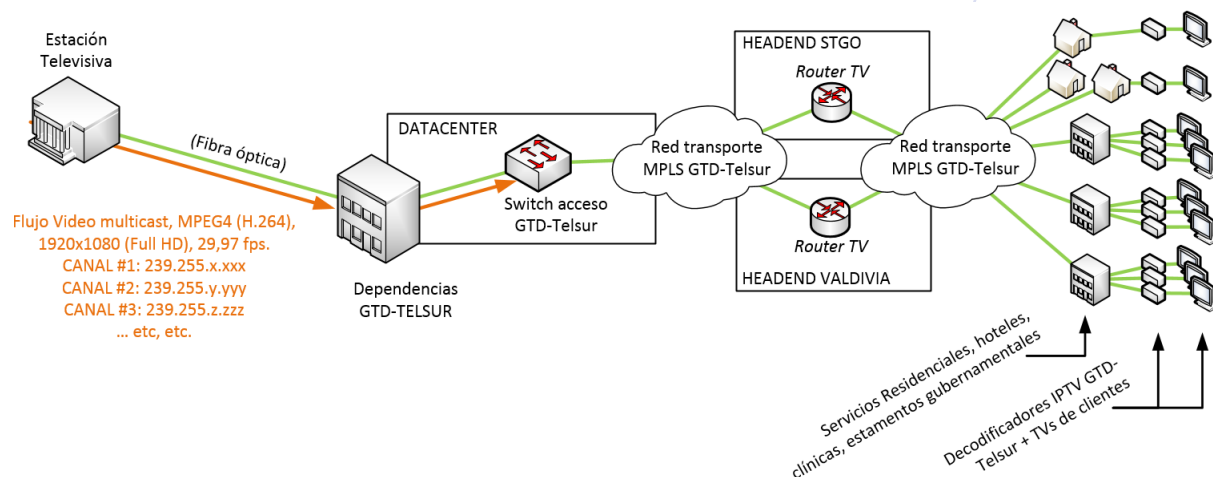 Estación
Televisiva
(Fibra óptica)
Flujo Video multicast, MPEG4 (H.264),
1920x1080 (Full HD), 29,97 fps.
CANAL #1: 239.255.x.xxx
CANAL #2: 239.255.y.yyy
CANAL #3: 239.255.z.zzz
... etc, etc.
DATACENTER
Switch acceso
GTD-Telsur
Dependencias
GTD-TELSUR
Red transporte
MPLS GTD-Telsur
HEADEND STGO
Router TV
Router TV
HEADEND VALDIVIA
Red transporte
MPLS GTD-Telsur
Servicios Residenciales, hoteles,
clínicas, estamentos gubernamentales
Decodificadores IPTV GTD-
Telsur + TVs de clientes